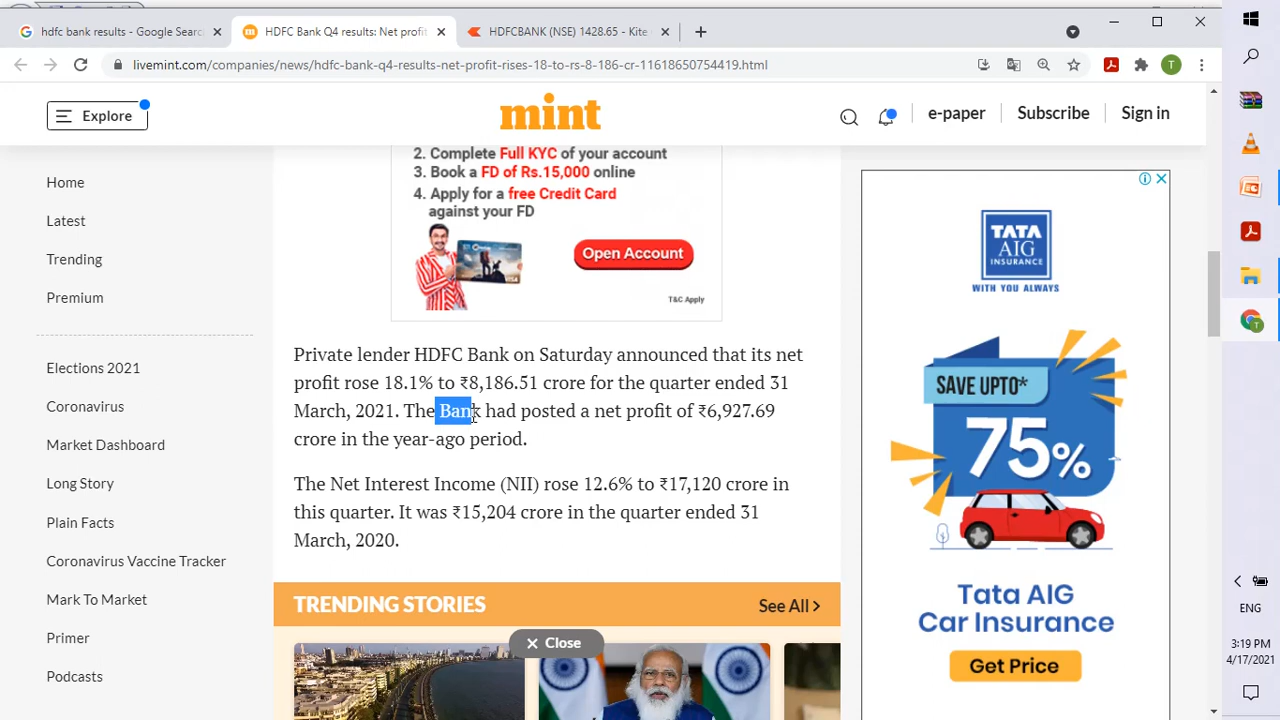 hdfc bank results - Google Searc
HDFC Bank Q4 results: Net profit
HDFCBANK (NSE) 1428.65 - Kite
livemint.com/companies/news/hdfc-bank-q4-results-net-profit-rises-18-to-rs-8-186-cr-11618650754419.html
T
Explore
mint
e-paper
Subscribe
Sign in
Home
Latest
Trending
Premium
Elections 2021
Coronavirus
Market Dashboard
Long Story
Plain Facts
Coronavirus Vaccine Tracker
Mark To Market
Primer
Podcasts
2. Complete Full KYC of your account
3. Book a FD of Rs.15,000 online
4. Apply for a free Credit Card
against your FD
Open Account
T&C Apply
Private lender HDFC Bank on Saturday announced that its net
profit rose 18.1% to ₹8,186.51 crore for the quarter ended 31
March, 2021. The Bank had posted a net profit of ₹6,927.69
crore in the year-ago period.
The Net Interest Income (NII) rose 12.6% to ₹17,120 crore in
this quarter. It was ₹15,204 crore in the quarter ended 31
March, 2020.
TRENDING STORIES
See All
Close
TATA
AIG
INSURANCE
WITH YOU ALWAYS
SAVE UPTO*
75%
Tata AIG
Car Insurance
Get Price
ENG
3:19 PM
4/17/2021